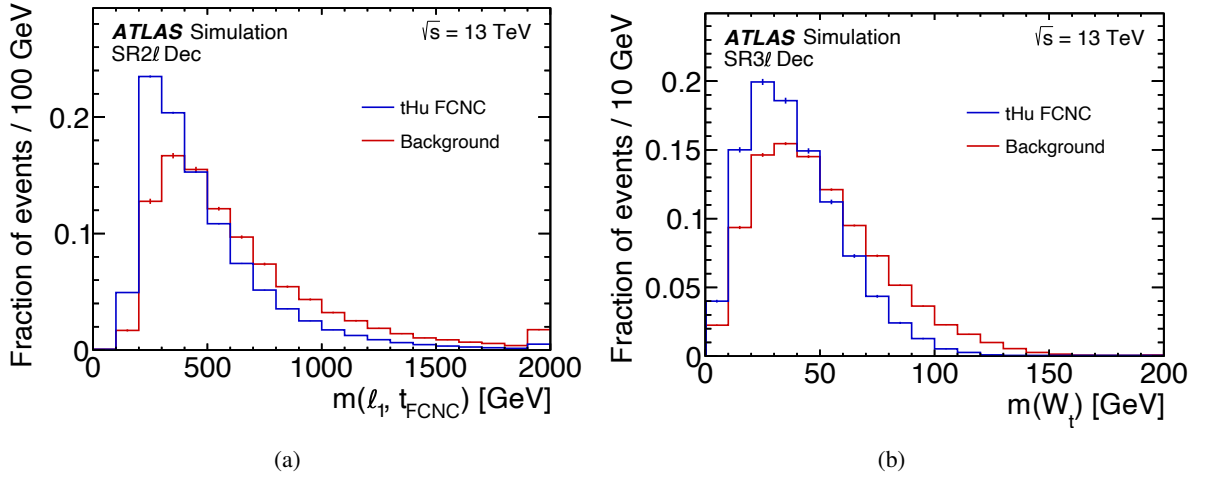 ATLAS Simulation
√s = 13 TeV
SR2ℓ Dec
tHu FCNC
Background
Fraction of events / 100 GeV
0.2
0.1
0
0 500 1000 1500 2000
m(ℓ₁, t_FCNC) [GeV]
(a)
ATLAS Simulation
√s = 13 TeV
SR3ℓ Dec
tHu FCNC
Background
Fraction of events / 10 GeV
0.2
0.15
0.1
0.05
0
0 50 100 150 200
m(W_t) [GeV]
(b)